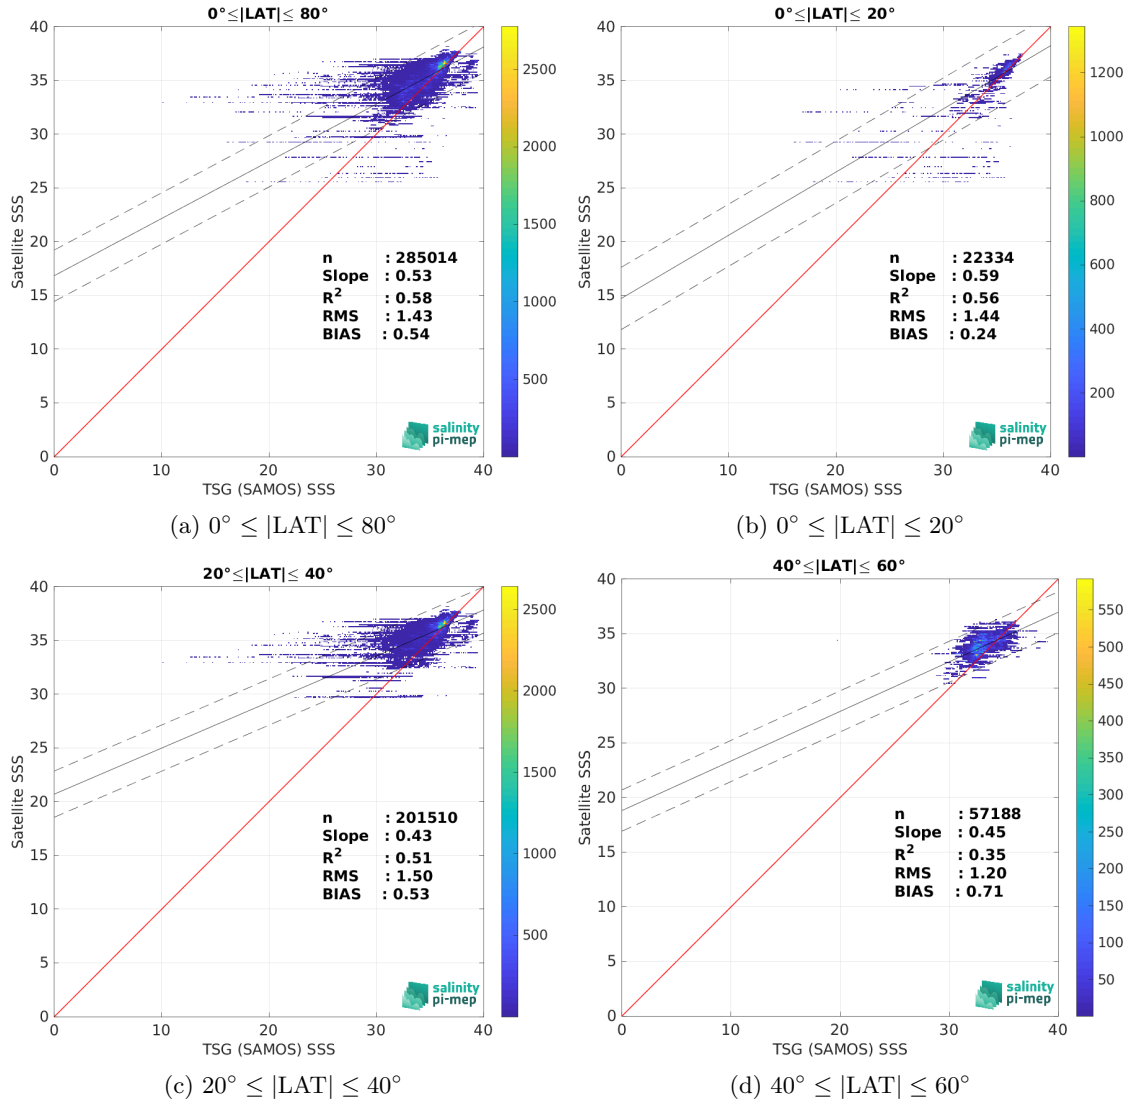 0°≤|LAT|≤ 80°
40
35
30
25
20
15
10
5
0
Satellite SSS
n : 285014
Slope : 0.53
R² : 0.58
RMS : 1.43
BIAS : 0.54
salinity
pi-mep
0 10 20 30 40
TSG (SAMOS) SSS
2500
2000
1500
1000
500
(a) 0° ≤ |LAT| ≤ 80°
0°≤|LAT|≤ 20°
40
35
30
25
20
15
10
5
0
Satellite SSS
n : 22334
Slope : 0.59
R² : 0.56
RMS : 1.44
BIAS : 0.24
salinity
pi-mep
0 10 20 30 40
TSG (SAMOS) SSS
1200
1000
800
600
400
200
(b) 0° ≤ |LAT| ≤ 20°
20°≤|LAT|≤ 40°
40
35
30
25
20
15
10
5
0
Satellite SSS
n : 201510
Slope : 0.43
R² : 0.51
RMS : 1.50
BIAS : 0.53
salinity
pi-mep
0 10 20 30 40
TSG (SAMOS) SSS
2500
2000
1500
1000
500
(c) 20° ≤ |LAT| ≤ 40°
40°≤|LAT|≤ 60°
40
35
30
25
20
15
10
5
0
Satellite SSS
n : 57188
Slope : 0.45
R² : 0.35
RMS : 1.20
BIAS : 0.71
salinity
pi-mep
0 10 20 30 40
TSG (SAMOS) SSS
550
500
450
400
350
300
250
200
150
100
50
(d) 40° ≤ |LAT| ≤ 60°